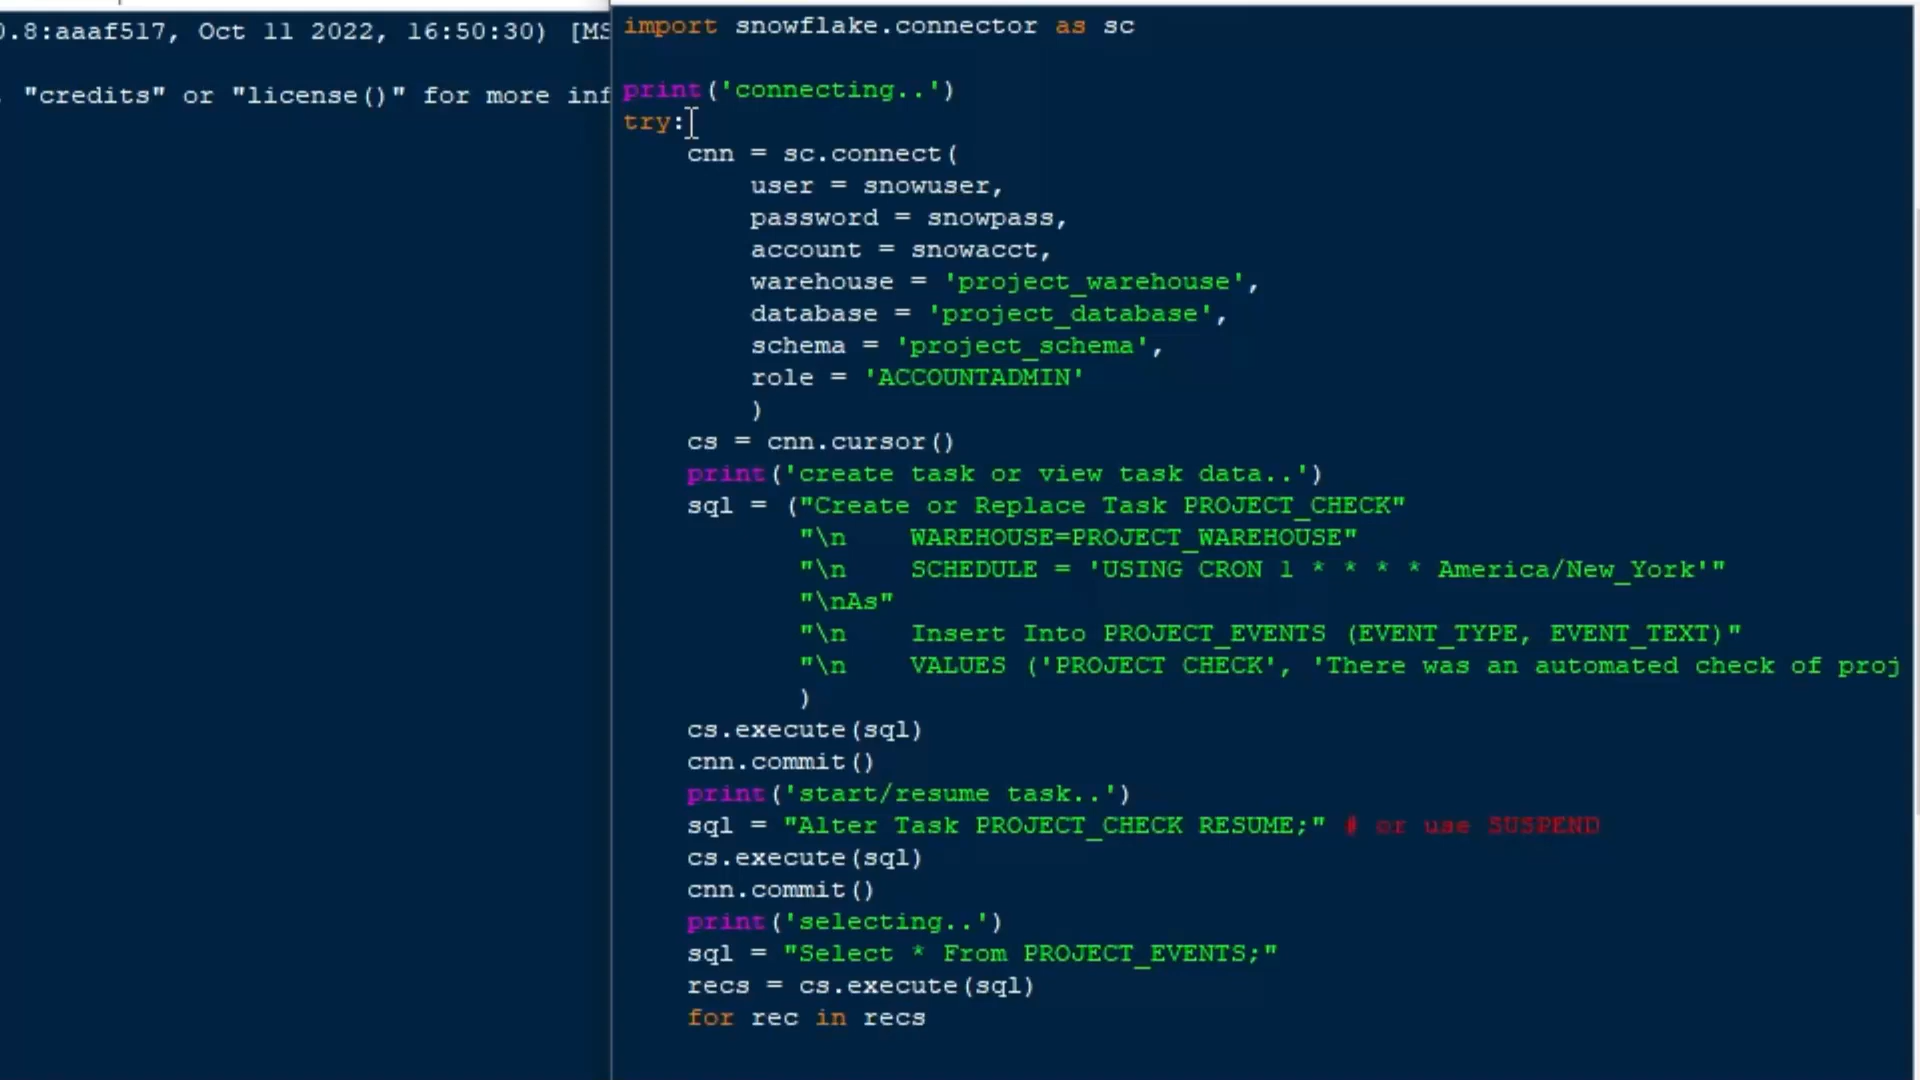 0.8:aaaf517, Oct 11 2022, 16:50:30) [MS
"credits" or "license()" for more inf
import snowflake.connector as sc
print('connecting..')
try:
cnn = sc.connect(
user = snowuser,
password = snowpass,
account = snowacct,
warehouse = 'project_warehouse',
database = 'project_database',
schema = 'project_schema',
role = 'ACCOUNTADMIN'
)
cs = cnn.cursor()
print('create task or view task data..')
sql = ("Create or Replace Task PROJECT_CHECK"
"\n    WAREHOUSE=PROJECT_WAREHOUSE"
"\n    SCHEDULE = 'USING CRON 1 * * * * America/New_York'"
"\nAs"
"\n    Insert Into PROJECT_EVENTS (EVENT_TYPE, EVENT_TEXT)"
"\n    VALUES ('PROJECT CHECK', 'There was an automated check of proj
)
cs.execute(sql)
cnn.commit()
print('start/resume task..')
sql = "Alter Task PROJECT_CHECK RESUME;" # or use SUSPEND
cs.execute(sql)
cnn.commit()
print('selecting..')
sql = "Select * From PROJECT_EVENTS;"
recs = cs.execute(sql)
for rec in recs